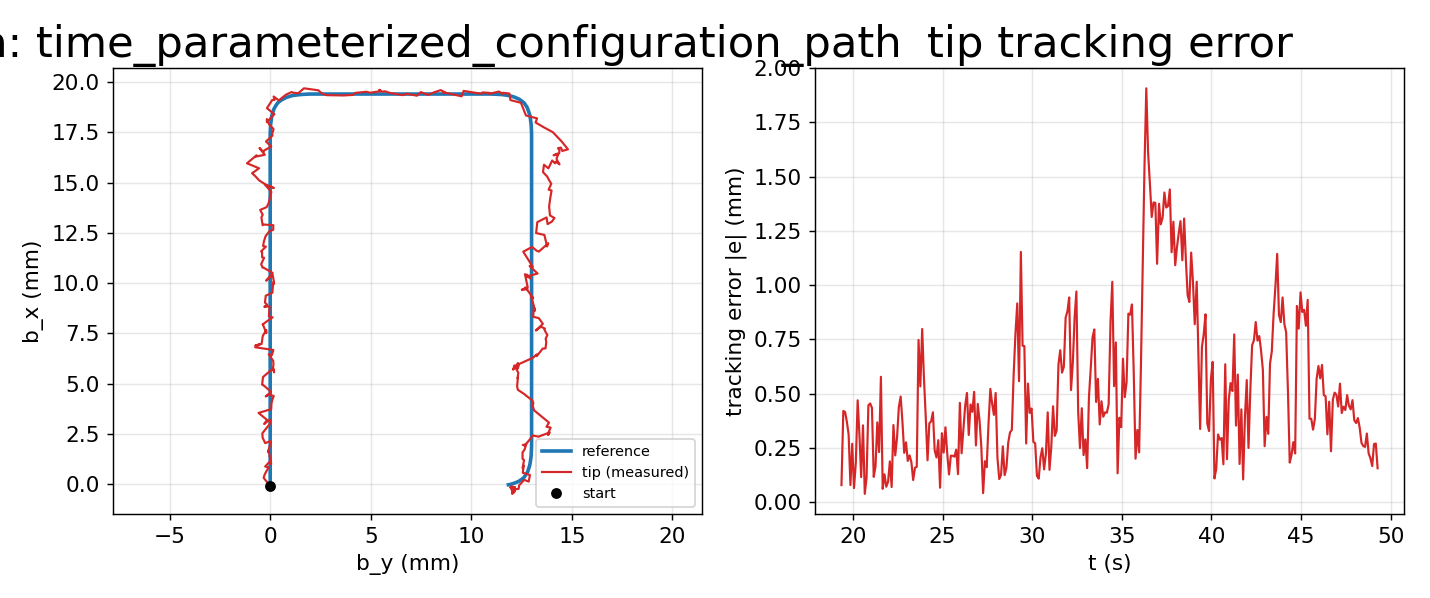 : time_parameterized_configuration_path tip tracking error
20.0
17.5
15.0
12.5
10.0
7.5
5.0
2.5
0.0
b_x (mm)
−5 0 5 10 15 20
b_y (mm)
reference
tip (measured)
start
2.00
1.75
1.50
1.25
1.00
0.75
0.50
0.25
0.00
tracking error |e| (mm)
20 25 30 35 40 45 50
t (s)